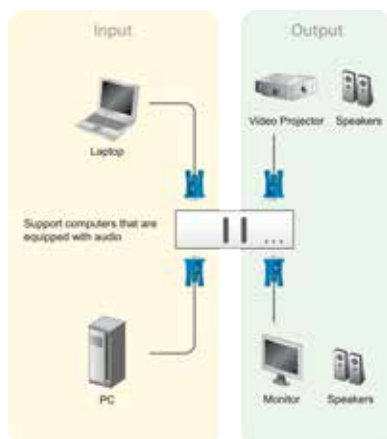 Input
Output
Laptop
Video Projector
Speakers
Support computers that are
equipped with audio
PC
Monitor
Speakers